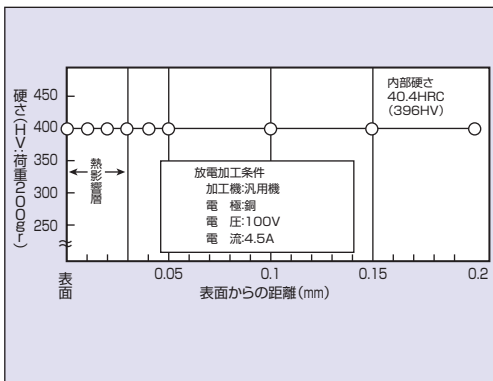 硬さ(HV:荷重200gr)
450
400
350
300
250
熱影響層
内部硬さ
40.4HRC
(396HV)
放電加工条件
加工機:汎用機
電 極:銅
電 圧:100V
電 流:4.5A
表面
0.05
0.1
0.15
0.2
表面からの距離(mm)